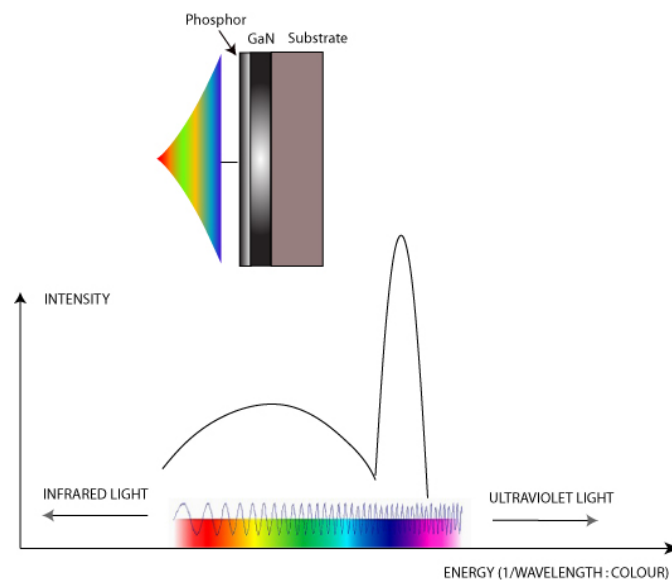 Phosphor
GaN Substrate
INTENSITY
INFRARED LIGHT
ULTRAVIOLET LIGHT
ENERGY (1/WAVELENGTH : COLOUR)